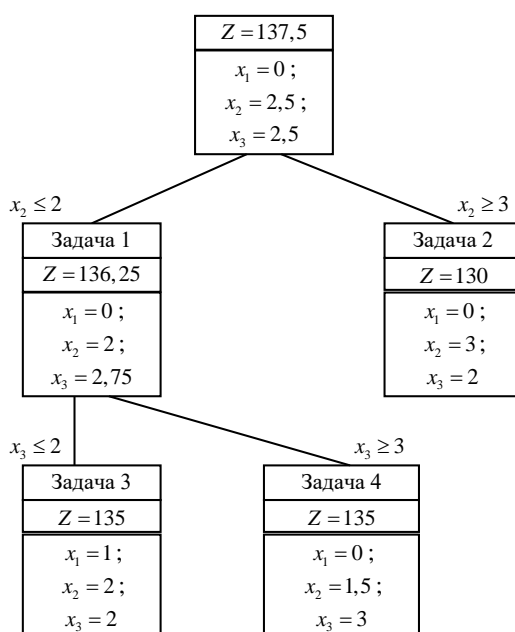 Z = 137,5
x₁ = 0 ;
x₂ = 2,5 ;
x₃ = 2,5
x₂ ≤ 2
x₂ ≥ 3
Задача 1
Z = 136,25
x₁ = 0 ;
x₂ = 2 ;
x₃ = 2,75
Задача 2
Z = 130
x₁ = 0 ;
x₂ = 3 ;
x₃ = 2
x₃ ≤ 2
x₃ ≥ 3
Задача 3
Z = 135
x₁ = 1 ;
x₂ = 2 ;
x₃ = 2
Задача 4
Z = 135
x₁ = 0 ;
x₂ = 1,5 ;
x₃ = 3